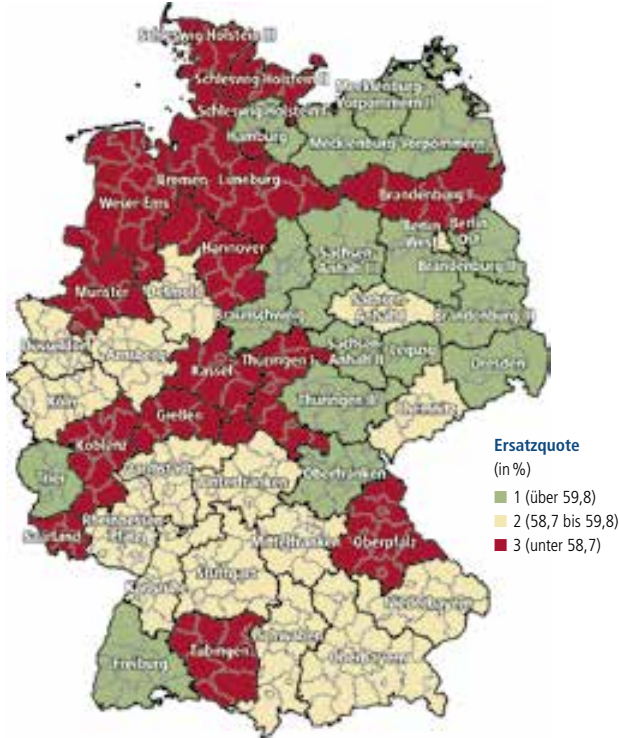 Schleswig Holstein III
Schleswig Holstein II
Mecklenburg
Vorpommern II
Schleswig Holstein I
Hamburg
Mecklenburg Vorpommern
Bremen
Lüneburg
Brandenburg I
Weser-Ems
Berlin
West
Berlin
Ost
Hannover
Sachsen
Anhalt III
Brandenburg II
Münster
Detmold
Braunschweig
Sachsen
Anhalt I
Brandenburg III
Düsseldorf
Arnsberg
Kassel
Thüringen I
Sachsen
Anhalt II
Leipzig
Dresden
Köln
Gießen
Thüringen II
Chemnitz
Koblenz
Trier
Darmstadt
Unterfranken
Oberfranken
Ersatzquote
(in %)
1 (über 59,8)
2 (58,7 bis 59,8)
3 (unter 58,7)
Saarland
Rheinhessen-
Pfalz
Mittelfranken
Oberpfalz
Karlsruhe
Stuttgart
Niederbayern
Freiburg
Tübingen
Schwaben
Oberbayern